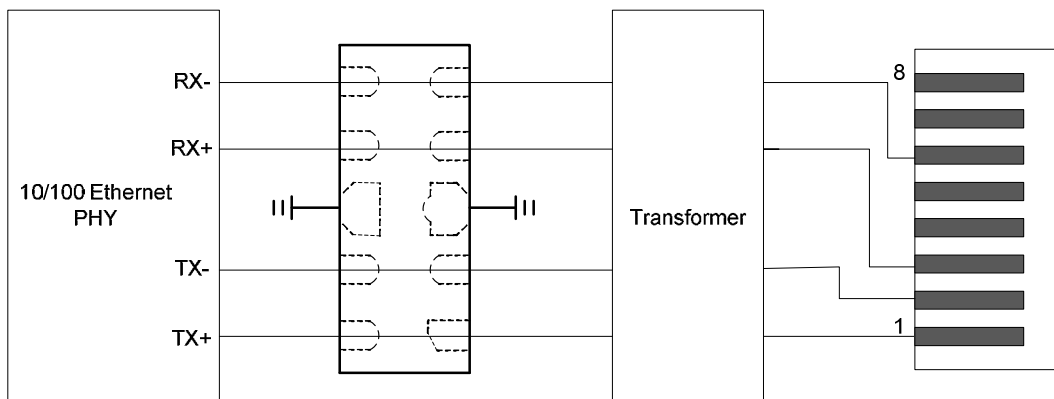 RX-
RX+
10/100 Ethernet
PHY
TX-
TX+
Transformer
8
1